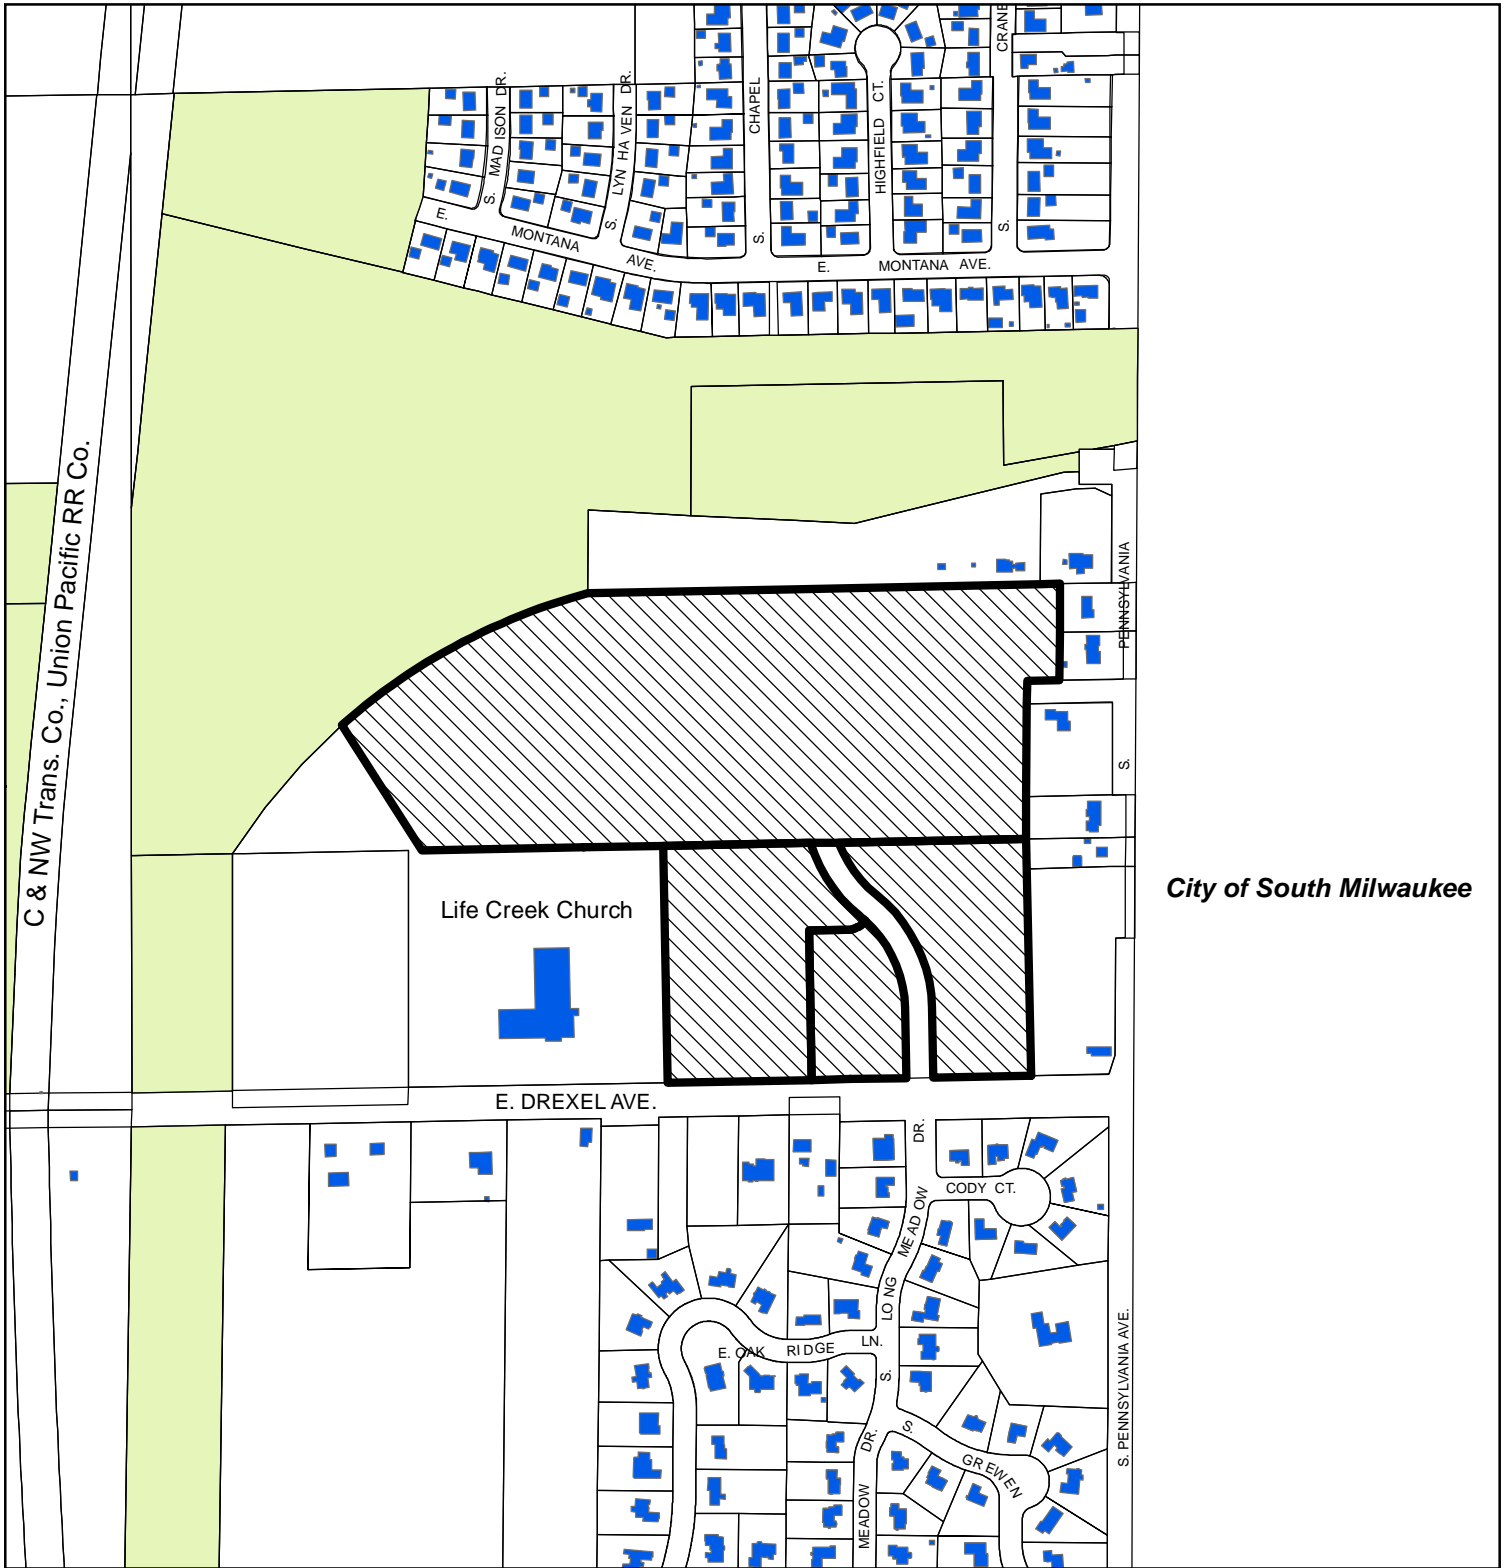 CRANE
S. MADISON DR.
S. LYN HAVEN DR.
S. CHAPEL
HIGHFIELD CT.
S.
E. MONTANA AVE.
E. MONTANA AVE.
C & NW Trans. Co., Union Pacific RR Co.
S. PENNSYLVANIA
City of South Milwaukee
Life Creek Church
E. DREXEL AVE.
DR.
CODY CT.
MEADOW
LONG
S.
E. OAK RIDGE LN.
S. GREWEN
MEADOW DR.
S. PENNSYLVANIA AVE.